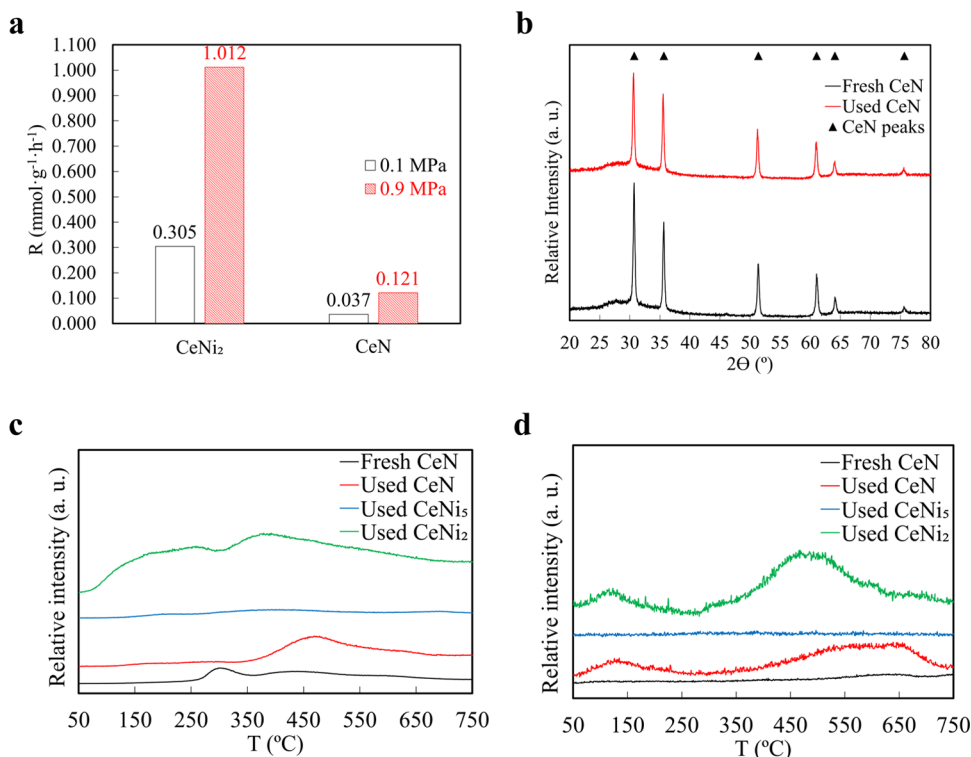 a
R (mmol·g⁻¹·h⁻¹)
1.100
1.000
0.900
0.800
0.700
0.600
0.500
0.400
0.300
0.200
0.100
0.000
1.012
0.305
0.037
0.121
0.1 MPa
0.9 MPa
CeNi₂
CeN
b
Relative Intensity (a. u.)
Fresh CeN
Used CeN
▲ CeN peaks
20 25 30 35 40 45 50 55 60 65 70 75 80
2Θ (º)
c
Relative intensity (a. u.)
Fresh CeN
Used CeN
Used CeNi₅
Used CeNi₂
50 150 250 350 450 550 650 750
T (ºC)
d
Relative intensity (a. u.)
Fresh CeN
Used CeN
Used CeNi₅
Used CeNi₂
50 150 250 350 450 550 650 750
T (ºC)